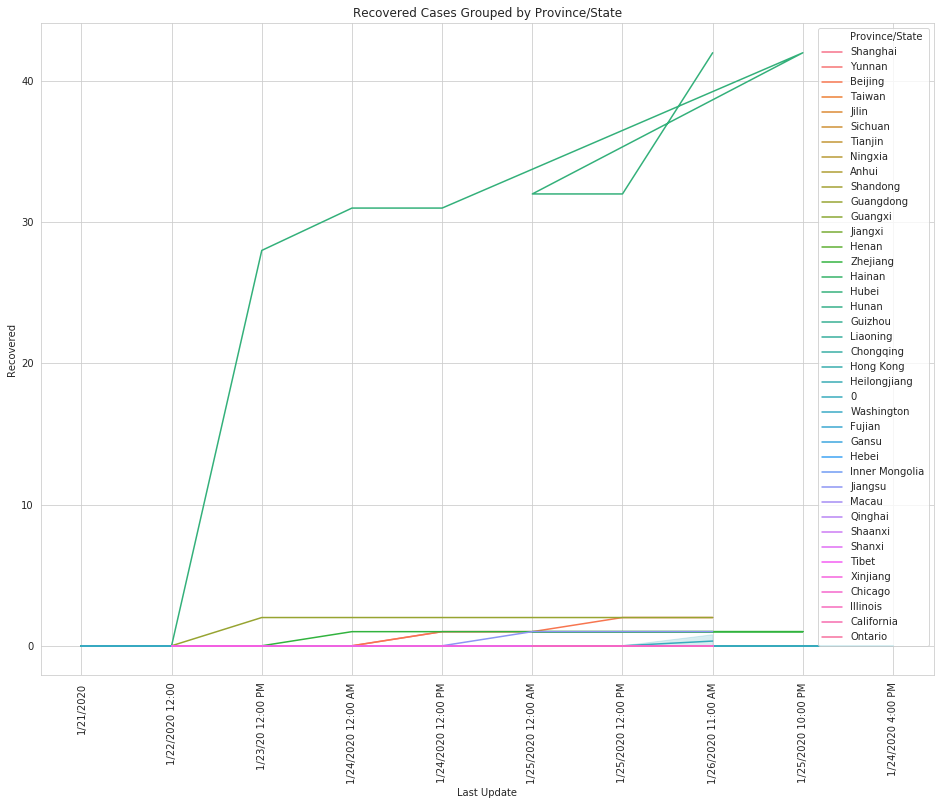 Recovered Cases Grouped by Province/State
Province/State
Shanghai
Yunnan
Beijing
Taiwan
Jilin
Sichuan
Tianjin
Ningxia
Anhui
Shandong
Guangdong
Guangxi
Jiangxi
Henan
Zhejiang
Hainan
Hubei
Hunan
Guizhou
Liaoning
Chongqing
Hong Kong
Heilongjiang
0
Washington
Fujian
Gansu
Hebei
Inner Mongolia
Jiangsu
Macau
Qinghai
Shaanxi
Shanxi
Tibet
Xinjiang
Chicago
Illinois
California
Ontario
Recovered
40
30
20
10
0
1/21/2020
1/22/2020 12:00
1/23/20 12:00 PM
1/24/2020 12:00 AM
1/24/2020 12:00 PM
1/25/2020 12:00 AM
1/25/2020 12:00 PM
1/26/2020 11:00 AM
1/25/2020 10:00 PM
1/24/2020 4:00 PM
Last Update